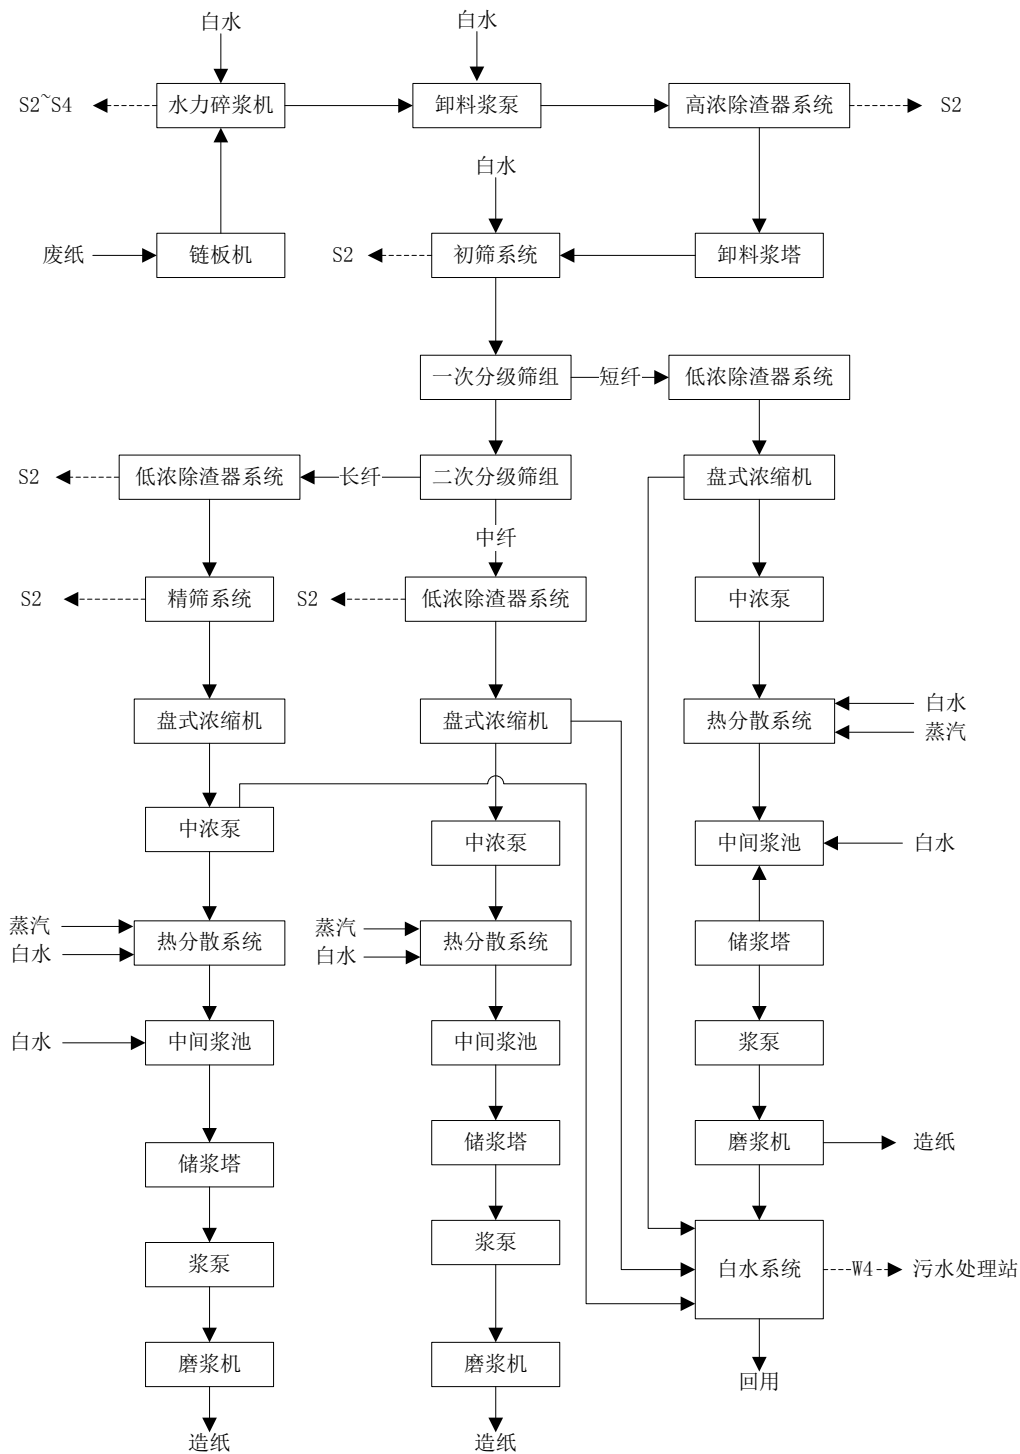 白水
白水
S2~S4
水力碎浆机
卸料浆泵
高浓除渣器系统
S2
白水
废纸
链板机
S2
初筛系统
卸料浆塔
一次分级筛组
短纤
低浓除渣器系统
S2
低浓除渣器系统
长纤
二次分级筛组
盘式浓缩机
中纤
S2
精筛系统
S2
低浓除渣器系统
中浓泵
盘式浓缩机
盘式浓缩机
热分散系统
白水
蒸汽
中浓泵
中浓泵
中间浆池
白水
蒸汽
白水
热分散系统
蒸汽
白水
热分散系统
储浆塔
白水
中间浆池
中间浆池
浆泵
储浆塔
储浆塔
磨浆机
造纸
浆泵
浆泵
白水系统
W4
污水处理站
磨浆机
磨浆机
回用
造纸
造纸